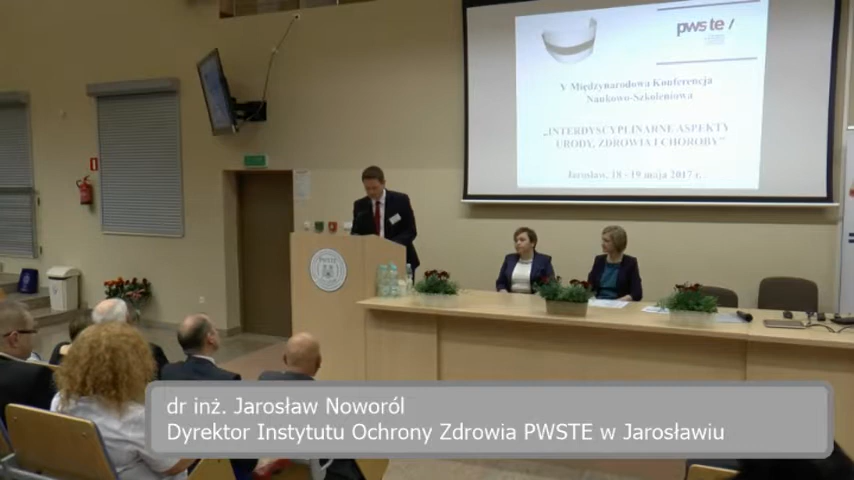 pwste/
V Międzynarodowa Konferencja
Naukowo-Szkoleniowa
„INTERDYSCYPLINARNE ASPEKTY
URODY, ZDROWIA I CHOROBY"
Jarosław, 18 - 19 maja 2017 r.
PWSTE
dr inż. Jarosław Noworól
Dyrektor Instytutu Ochrony Zdrowia PWSTE w Jarosławiu